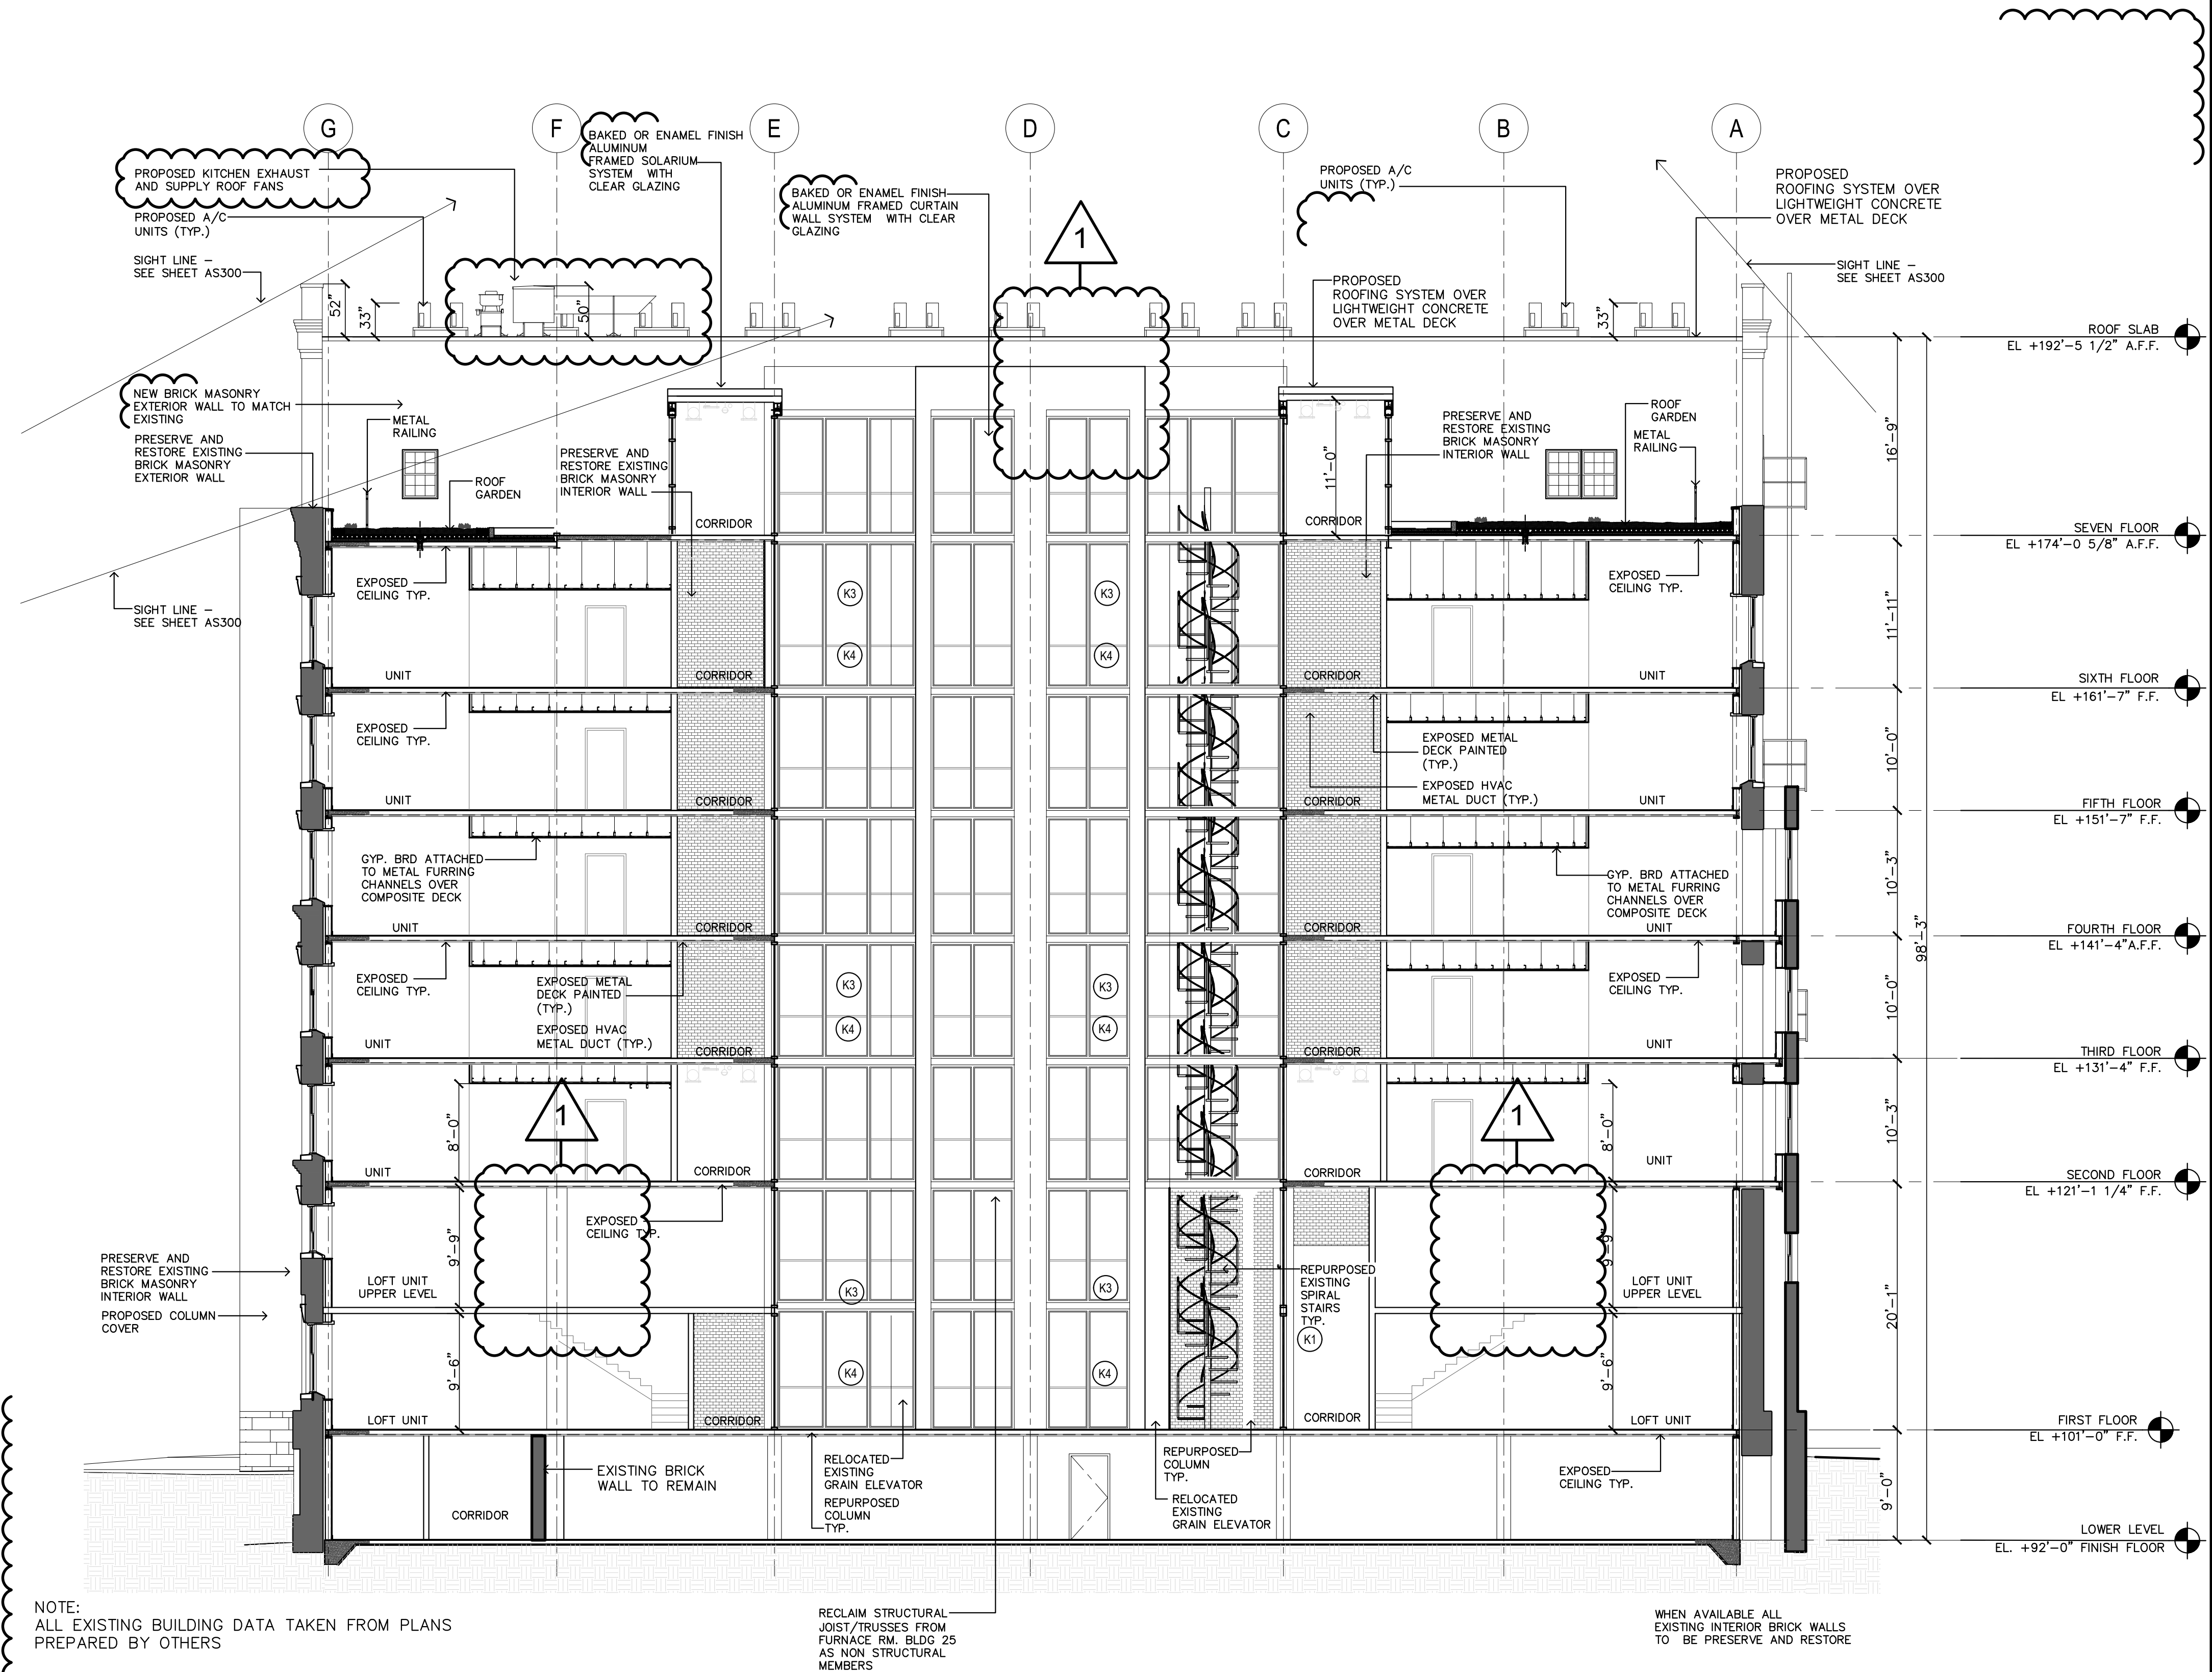 G
F
E
D
C
B
A
PROPOSED KITCHEN EXHAUST
AND SUPPLY ROOF FANS
PROPOSED A/C
UNITS (TYP.)
SIGHT LINE –
SEE SHEET AS300
BAKED OR ENAMEL FINISH
ALUMINUM
FRAMED SOLARIUM
SYSTEM WITH
CLEAR GLAZING
BAKED OR ENAMEL FINISH
ALUMINUM FRAMED CURTAIN
WALL SYSTEM WITH CLEAR
GLAZING
1
PROPOSED A/C
UNITS (TYP.)
PROPOSED
ROOFING SYSTEM OVER
LIGHTWEIGHT CONCRETE
OVER METAL DECK
SIGHT LINE –
SEE SHEET AS300
PROPOSED
ROOFING SYSTEM OVER
LIGHTWEIGHT CONCRETE
OVER METAL DECK
52"
33"
50"
33"
ROOF SLAB
EL +192'–5 1/2" A.F.F.
NEW BRICK MASONRY
EXTERIOR WALL TO MATCH
EXISTING
PRESERVE AND
RESTORE EXISTING
BRICK MASONRY
EXTERIOR WALL
METAL
RAILING
ROOF
GARDEN
PRESERVE AND
RESTORE EXISTING
BRICK MASONRY
INTERIOR WALL
CORRIDOR
11'–0"
CORRIDOR
PRESERVE AND
RESTORE EXISTING
BRICK MASONRY
INTERIOR WALL
ROOF
GARDEN
METAL
RAILING
16'–9"
SEVEN FLOOR
EL +174'–0 5/8" A.F.F.
SIGHT LINE –
SEE SHEET AS300
EXPOSED
CEILING TYP.
K3
K3
EXPOSED
CEILING TYP.
K4
K4
11'–11"
UNIT
CORRIDOR
CORRIDOR
UNIT
SIXTH FLOOR
EL +161'–7" F.F.
EXPOSED
CEILING TYP.
EXPOSED METAL
DECK PAINTED
(TYP.)
EXPOSED HVAC
METAL DUCT (TYP.)
10'–0"
UNIT
CORRIDOR
CORRIDOR
UNIT
FIFTH FLOOR
EL +151'–7" F.F.
GYP. BRD ATTACHED
TO METAL FURRING
CHANNELS OVER
COMPOSITE DECK
GYP. BRD ATTACHED
TO METAL FURRING
CHANNELS OVER
COMPOSITE DECK
10'–3"
98'–3"
UNIT
CORRIDOR
CORRIDOR
UNIT
FOURTH FLOOR
EL +141'–4"A.F.F.
EXPOSED
CEILING TYP.
EXPOSED METAL
DECK PAINTED
(TYP.)
EXPOSED HVAC
METAL DUCT (TYP.)
K3
K3
K4
K4
EXPOSED
CEILING TYP.
10'–0"
UNIT
CORRIDOR
CORRIDOR
UNIT
THIRD FLOOR
EL +131'–4" F.F.
8'–0"
1
1
8'–0"
10'–3"
UNIT
CORRIDOR
CORRIDOR
UNIT
SECOND FLOOR
EL +121'–1 1/4" F.F.
PRESERVE AND
RESTORE EXISTING
BRICK MASONRY
INTERIOR WALL
PROPOSED COLUMN
COVER
EXPOSED
CEILING TYP.
9'–9"
LOFT UNIT
UPPER LEVEL
K3
K3
REPURPOSED
EXISTING
SPIRAL
STAIRS
TYP.
K1
9'–9"
LOFT UNIT
UPPER LEVEL
20'–1"
9'–6"
K4
K4
9'–6"
LOFT UNIT
CORRIDOR
CORRIDOR
LOFT UNIT
FIRST FLOOR
EL +101'–0" F.F.
CORRIDOR
EXISTING BRICK
WALL TO REMAIN
RELOCATED
EXISTING
GRAIN ELEVATOR
REPURPOSED
COLUMN
TYP.
REPURPOSED
COLUMN
TYP.
RELOCATED
EXISTING
GRAIN ELEVATOR
EXPOSED
CEILING TYP.
9'–0"
LOWER LEVEL
EL. +92'–0" FINISH FLOOR
NOTE:
ALL EXISTING BUILDING DATA TAKEN FROM PLANS
PREPARED BY OTHERS
RECLAIM STRUCTURAL
JOIST/TRUSSES FROM
FURNACE RM. BLDG 25
AS NON STRUCTURAL
MEMBERS
WHEN AVAILABLE ALL
EXISTING INTERIOR BRICK WALLS
TO BE PRESERVE AND RESTORE